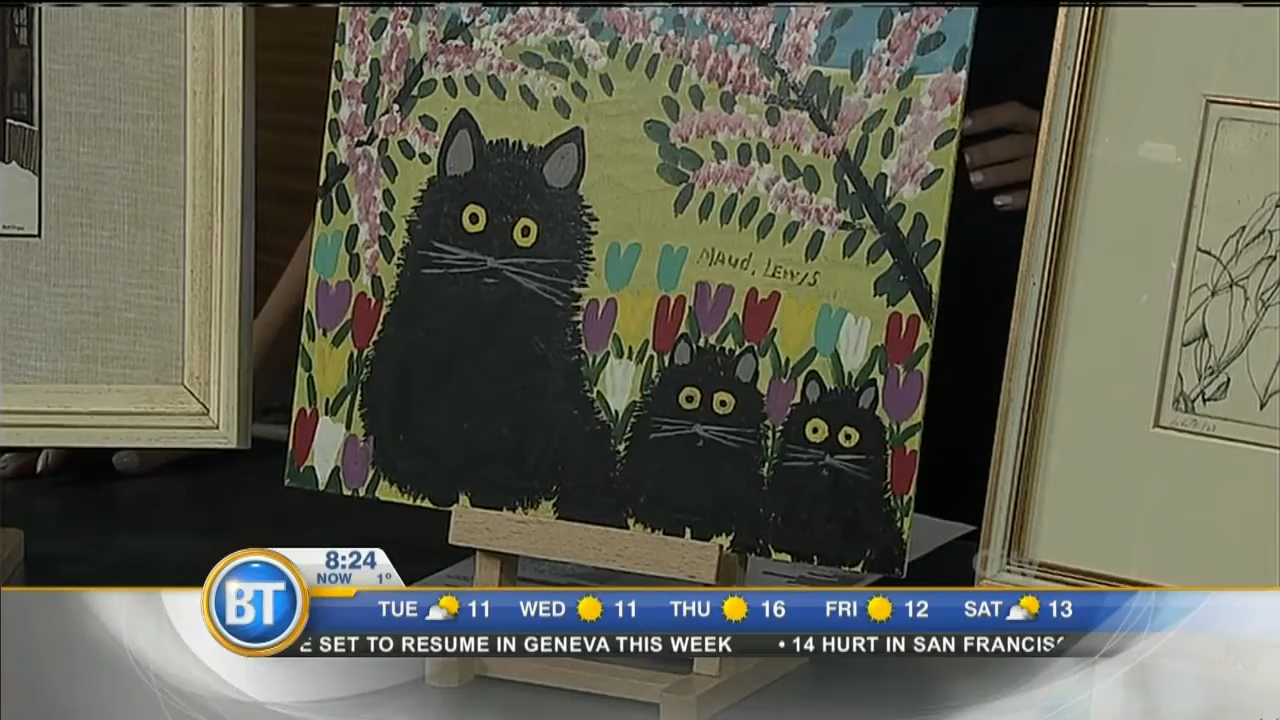 MAUD, LEWIS
8:24
NOW 1°
BT
TUE 11 WED 11 THU 16 FRI 12 SAT 13
SET TO RESUME IN GENEVA THIS WEEK • 14 HURT IN SAN